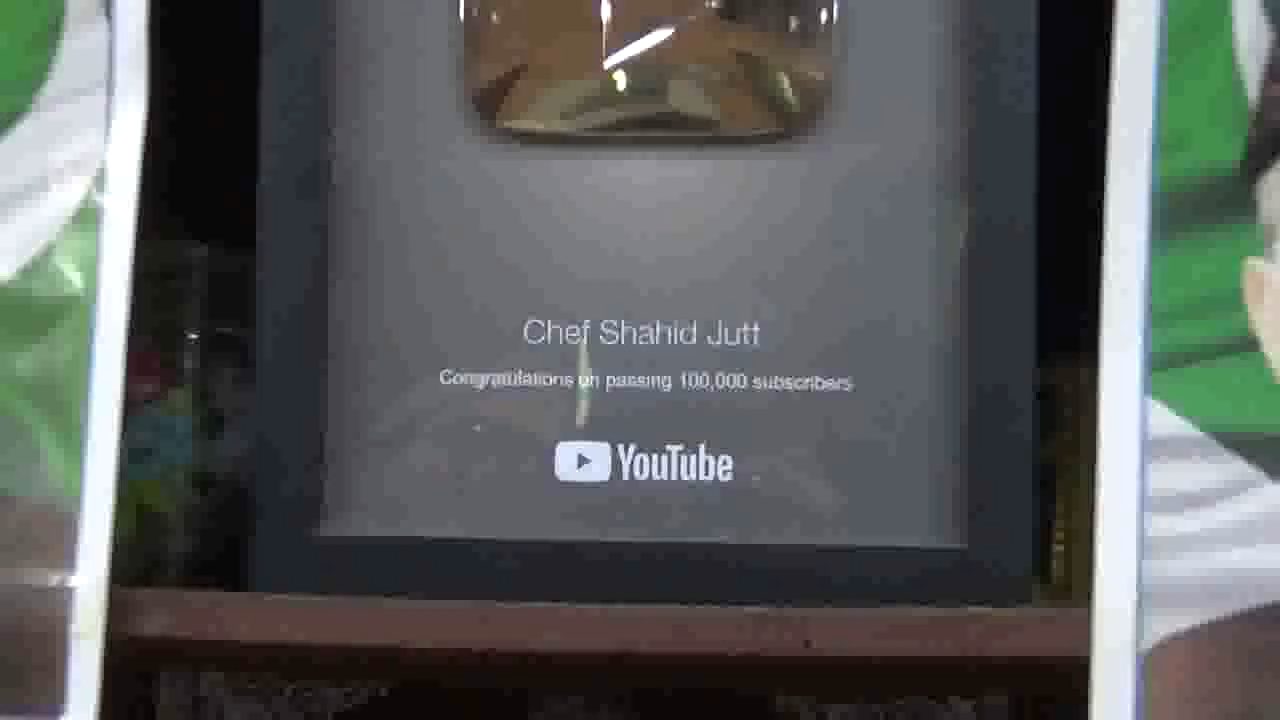 Chef Shahid Jutt
Congratulations on passing 100,000 subscribers
YouTube